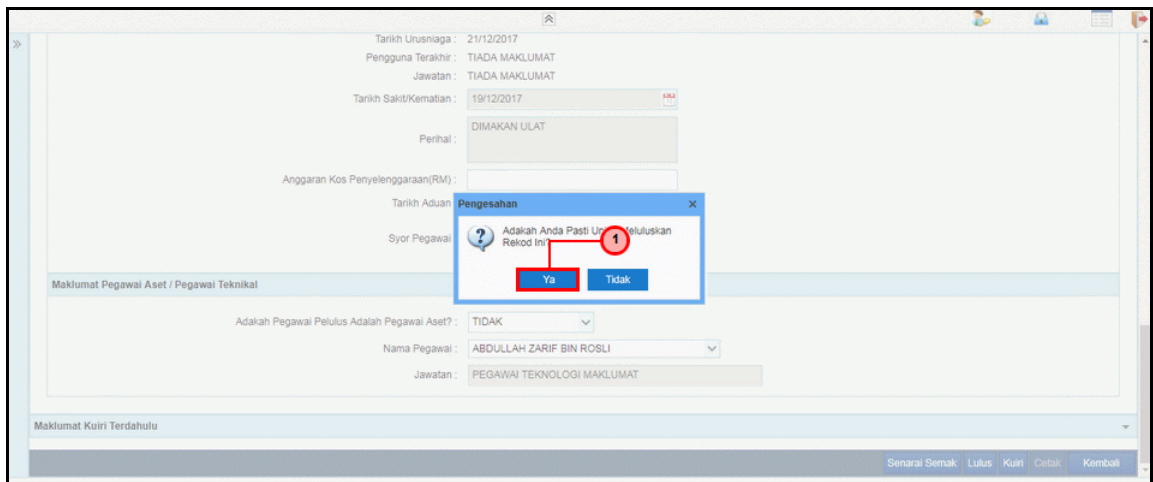 Tarikh Urusniaga : 21/12/2017
Pengguna Terakhir : TIADA MAKLUMAT
Jawatan : TIADA MAKLUMAT
Tarikh Sakit/Kematian : 19/12/2017
Perihal : DIMAKAN ULAT
Anggaran Kos Penyelenggaraan(RM) :
Tarikh Aduan
Syor Pegawai
Pengesahan x
Adakah Anda Pasti Meluluskan
Rekod Ini?
1
Ya Tidak
Maklumat Pegawai Aset / Pegawai Teknikal
Adakah Pegawai Pelulus Adalah Pegawai Aset? : TIDAK
Nama Pegawai : ABDULLAH ZARIF BIN ROSLI
Jawatan : PEGAWAI TEKNOLOGI MAKLUMAT
Maklumat Kuiri Terdahulu
Senarai Semak Lulus Kuiri Cetak Kembali